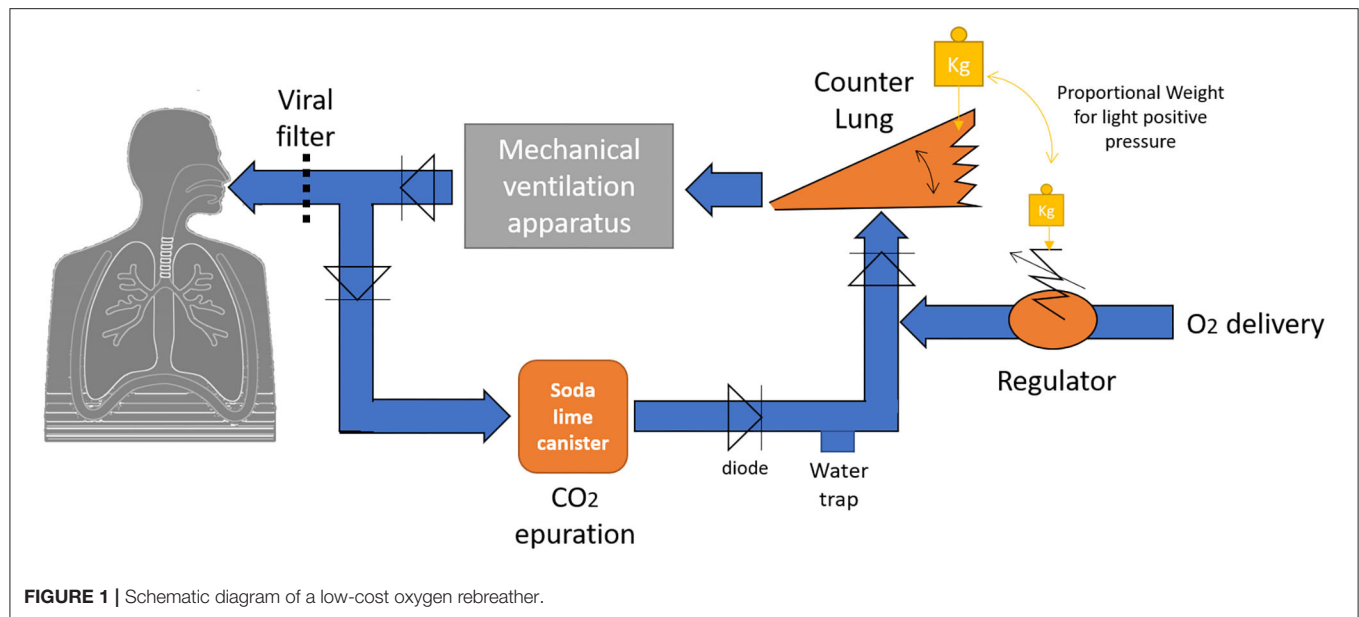 Viral
filter
Mechanical
ventilation
apparatus
Counter
Lung
Kg
Proportional Weight
for light positive
pressure
Kg
O2 delivery
Regulator
Soda
lime
canister
CO2
epuration
diode
Water
trap
FIGURE 1 | Schematic diagram of a low-cost oxygen rebreather.